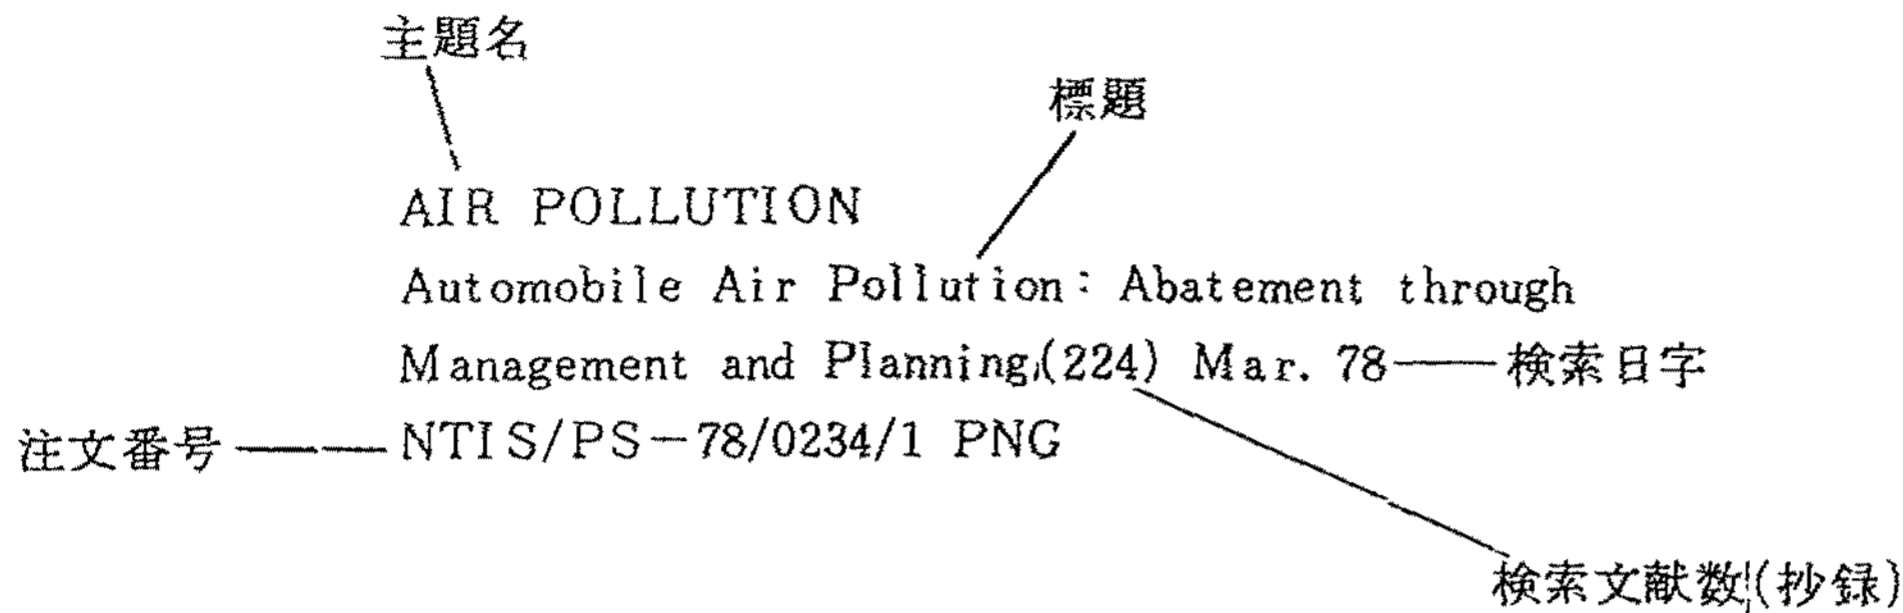 主題名
標題
AIR POLLUTION
Automobile Air Pollution: Abatement through
Management and Planning,(224) Mar. 78――検索日字
注文番号―――NTIS/PS－78/0234/1 PNG
検索文献数(抄録)